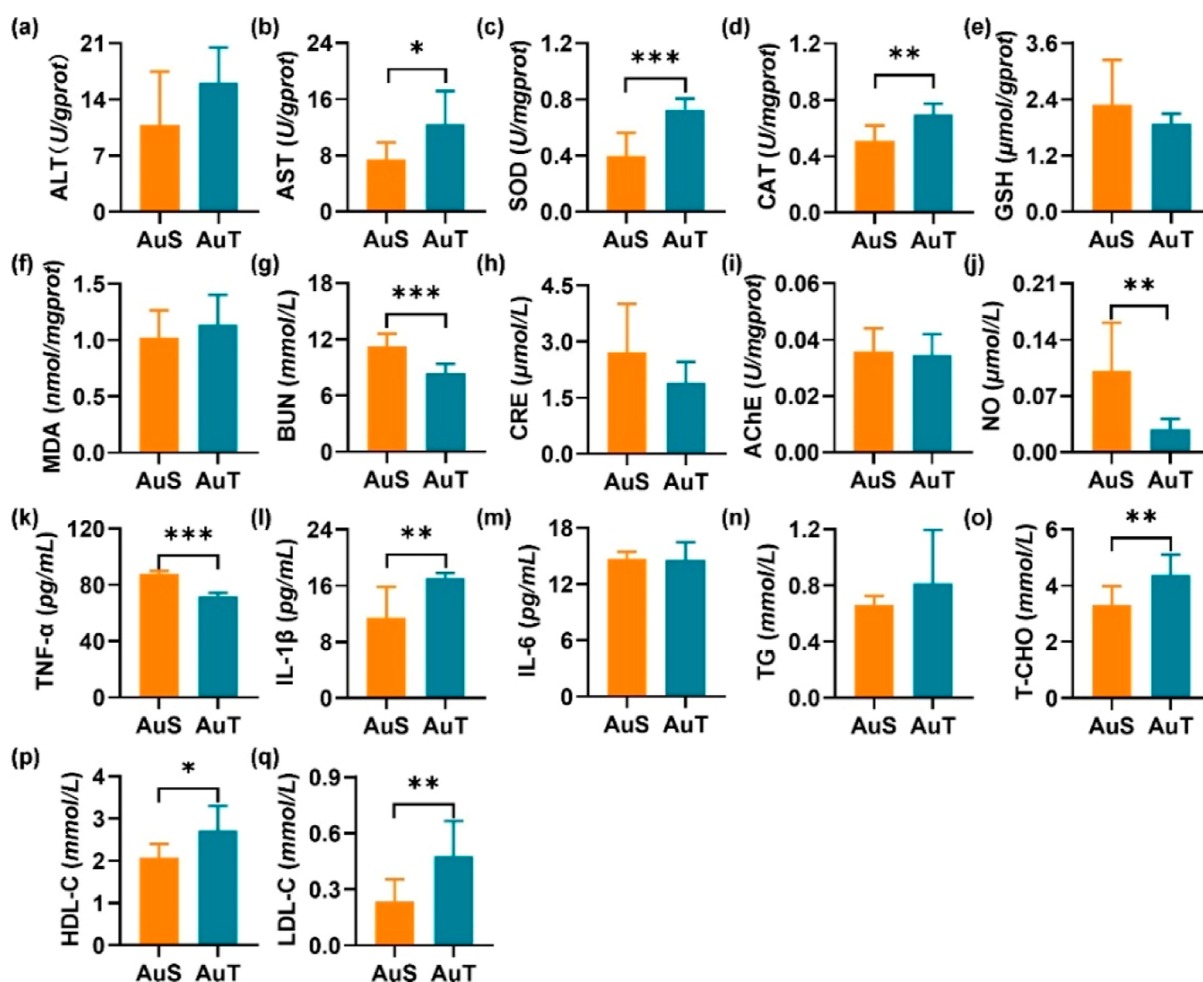 (a)
ALT (U/gprot)
21
14
7
0
AuS AuT
(b)
AST (U/gprot)
24
16
8
0
*
AuS AuT
(c)
SOD (U/mgprot)
1.2
0.8
0.4
0.0
***
AuS AuT
(d)
CAT (U/mgprot)
1.2
0.8
0.4
0.0
**
AuS AuT
(e)
GSH (μmol/gprot)
3.6
2.4
1.2
0.0
AuS AuT
(f)
MDA (nmol/mgprot)
1.5
1.0
0.5
0.0
AuS AuT
(g)
BUN (mmol/L)
18
12
6
0
***
AuS AuT
(h)
CRE (μmol/L)
4.5
3.0
1.5
0.0
AuS AuT
(i)
AChE (U/mgprot)
0.06
0.04
0.02
0.00
AuS AuT
(j)
NO (μmol/L)
0.21
0.14
0.07
0.00
**
AuS AuT
(k)
TNF-α (pg/mL)
120
80
40
0
***
AuS AuT
(l)
IL-1β (pg/mL)
24
16
8
0
**
AuS AuT
(m)
IL-6 (pg/mL)
18
12
6
0
AuS AuT
(n)
TG (mmol/L)
1.2
0.8
0.4
0.0
AuS AuT
(o)
T-CHO (mmol/L)
6
4
2
0
**
AuS AuT
(p)
HDL-C (mmol/L)
4
3
2
1
0
*
AuS AuT
(q)
LDL-C (mmol/L)
0.9
0.6
0.3
0.0
**
AuS AuT